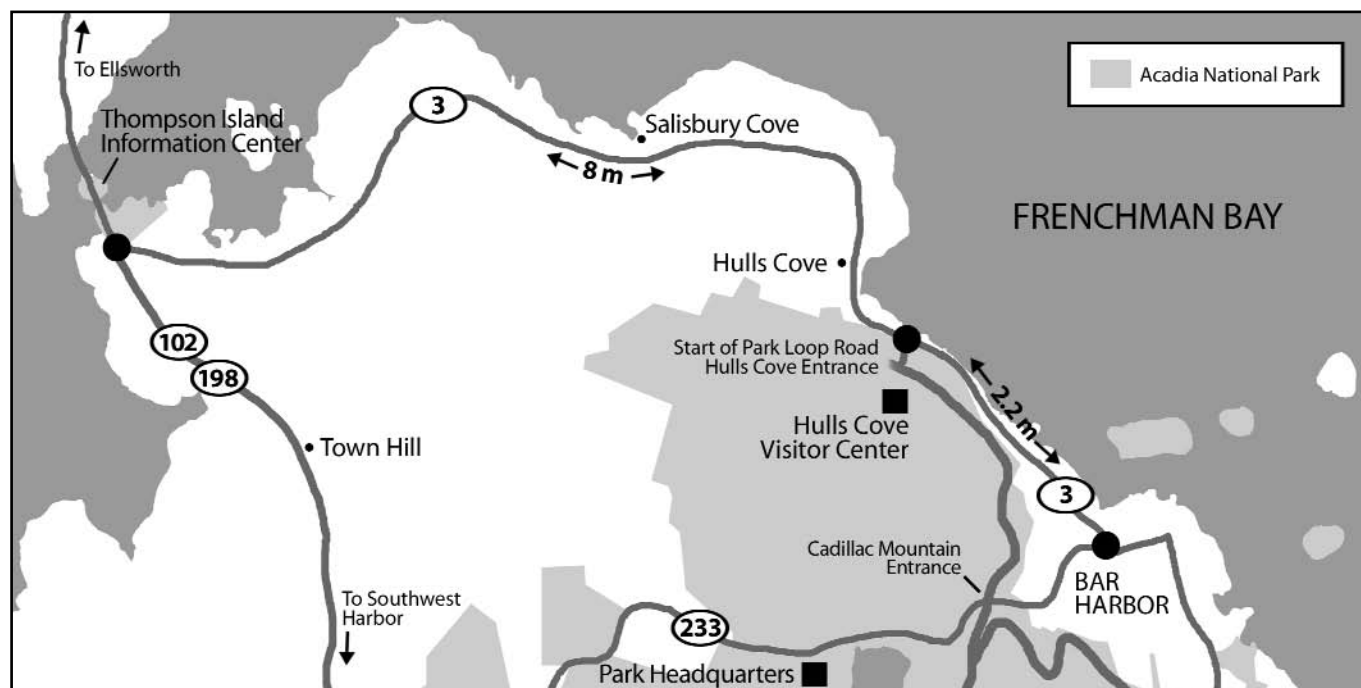 To Ellsworth
Acadia National Park
Thompson Island
Information Center
3
Salisbury Cove
8 m
FRENCHMAN BAY
Hulls Cove
102
198
Start of Park Loop Road
Hulls Cove Entrance
2.2 m
Hulls Cove
Visitor Center
Town Hill
3
Cadillac Mountain
Entrance
BAR
HARBOR
To Southwest
Harbor
233
Park Headquarters